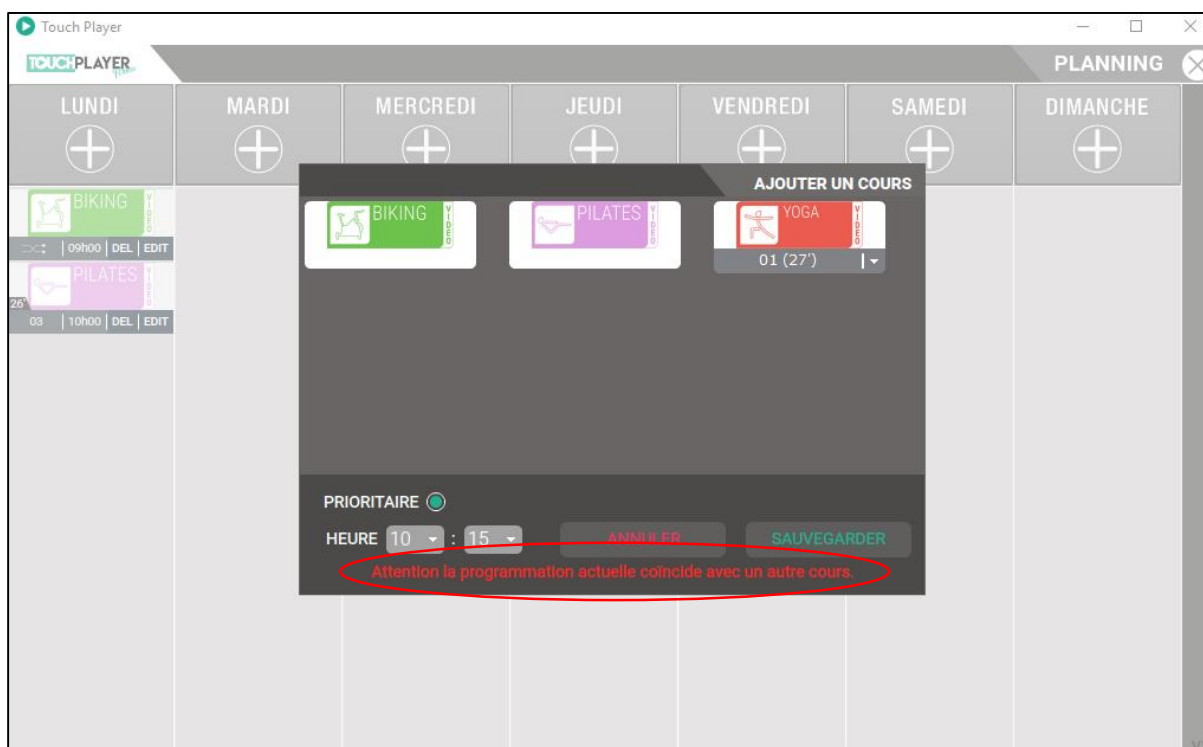 Touch Player
TOUCHPLAYER
PLANNING
LUNDI MARDI MERCREDI JEUDI VENDREDI SAMEDI DIMANCHE
AJOUTER UN COURS
BIKING VIDEO
09h00 DEL EDIT
PILATES
26'
03 10h00 DEL EDIT
BIKING VIDEO
PILATES VIDEO
YOGA VIDEO
01 (27')
PRIORITAIRE
HEURE 10 : 15 ANNULER SAUVEGARDER
Attention la programmation actuelle coïncide avec un autre cours.